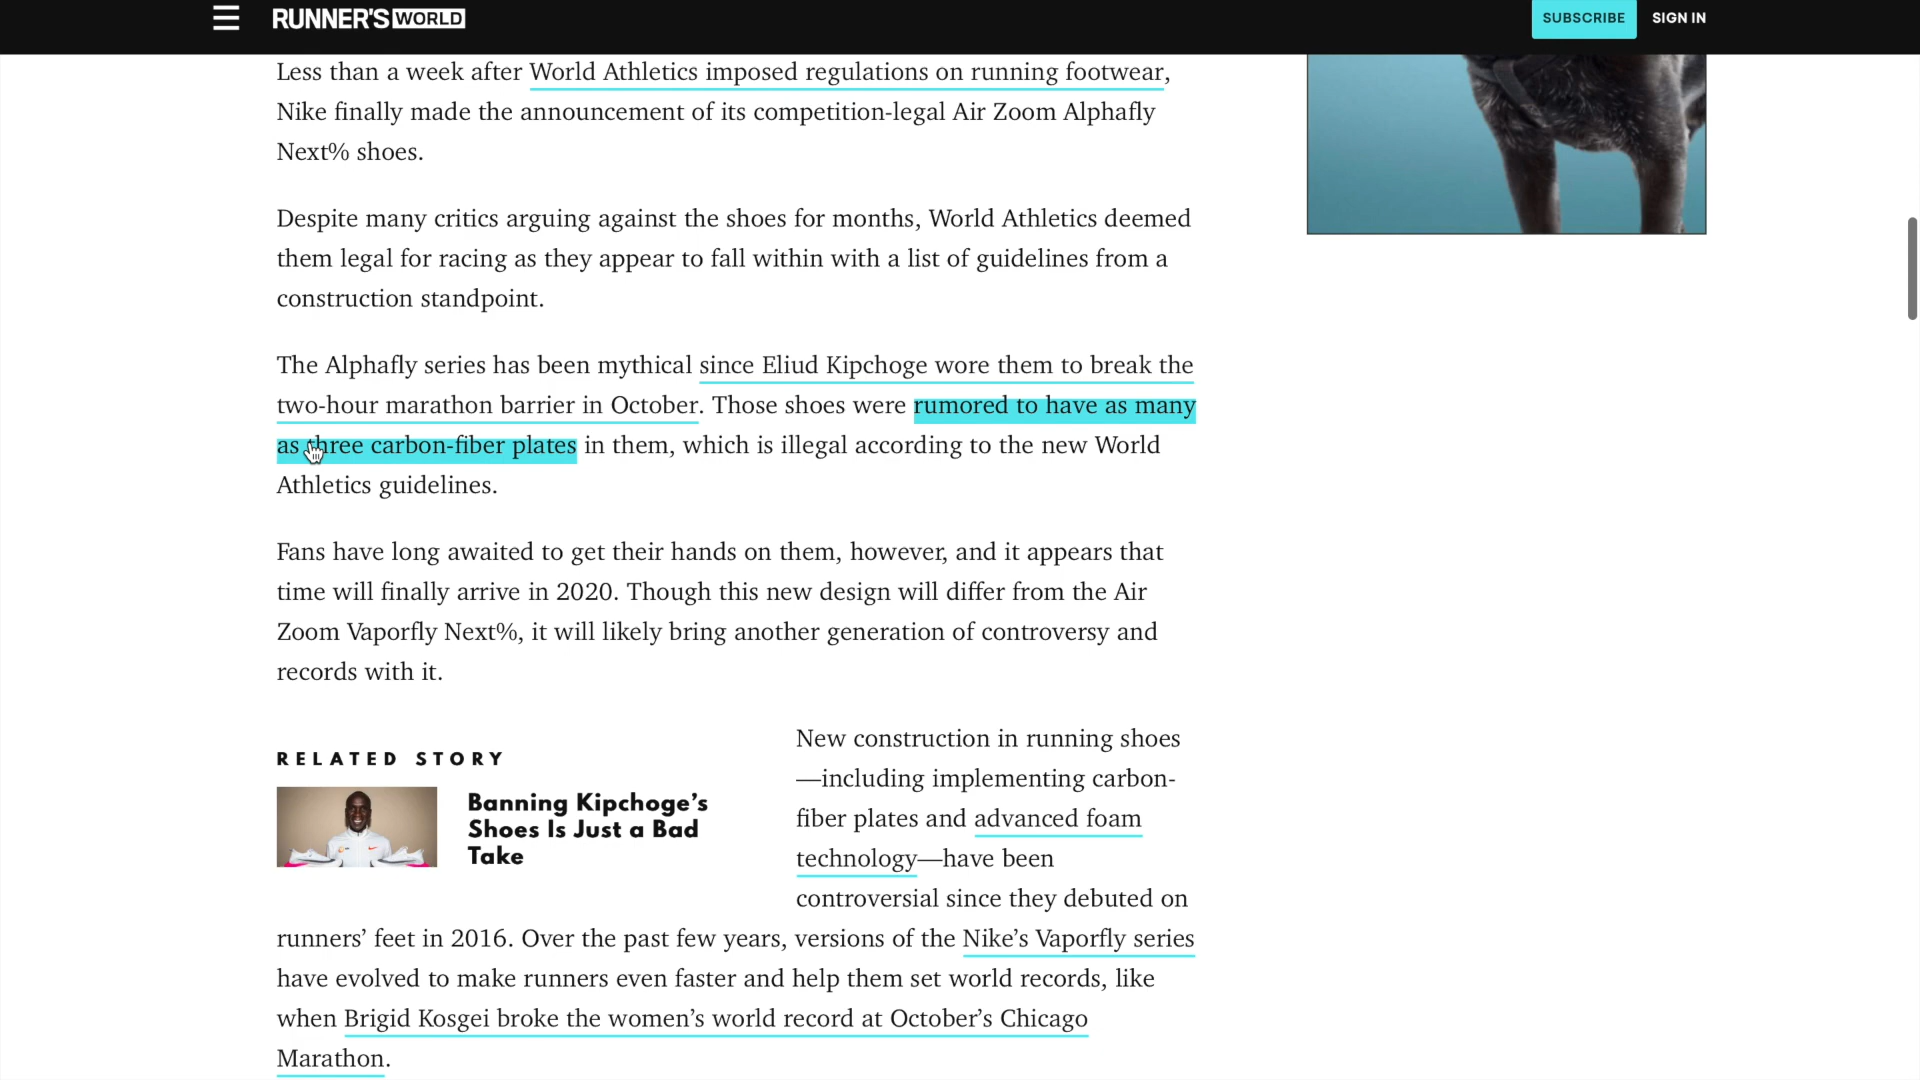 RUNNER'S WORLD
SUBSCRIBE
SIGN IN
Less than a week after World Athletics imposed regulations on running footwear,
Nike finally made the announcement of its competition-legal Air Zoom Alphafly
Next% shoes.
Despite many critics arguing against the shoes for months, World Athletics deemed
them legal for racing as they appear to fall within with a list of guidelines from a
construction standpoint.
The Alphafly series has been mythical since Eliud Kipchoge wore them to break the
two-hour marathon barrier in October. Those shoes were rumored to have as many
as three carbon-fiber plates in them, which is illegal according to the new World
Athletics guidelines.
Fans have long awaited to get their hands on them, however, and it appears that
time will finally arrive in 2020. Though this new design will differ from the Air
Zoom Vaporfly Next%, it will likely bring another generation of controversy and
records with it.
RELATED STORY
Banning Kipchoge’s
Shoes Is Just a Bad
Take
New construction in running shoes
—including implementing carbon-
fiber plates and advanced foam
technology—have been
controversial since they debuted on
runners’ feet in 2016. Over the past few years, versions of the Nike’s Vaporfly series
have evolved to make runners even faster and help them set world records, like
when Brigid Kosgei broke the women’s world record at October’s Chicago
Marathon.